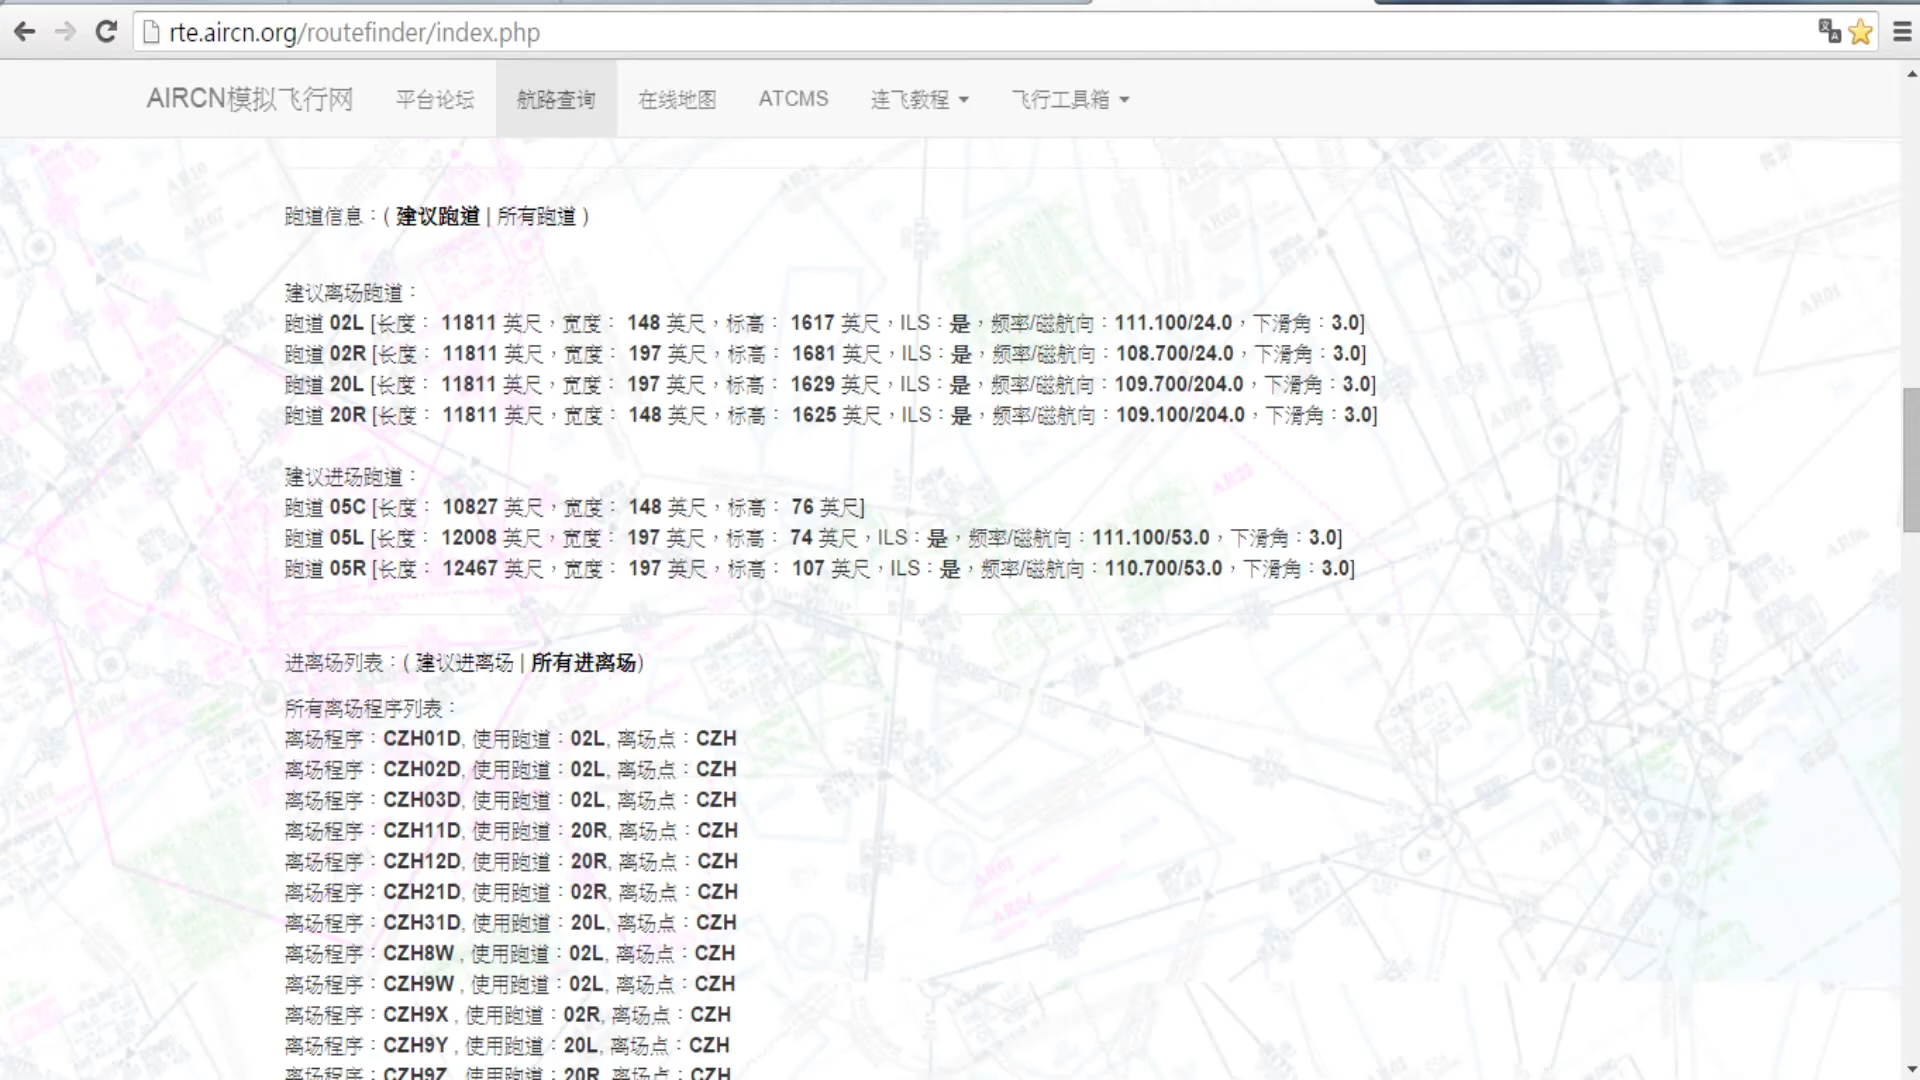 rte.aircn.org/routefinder/index.php
AIRCN模拟飞行网 平台论坛 航路查询 在线地图 ATCMS 连飞教程 飞行工具箱
跑道信息：( 建议跑道 | 所有跑道 )
建议离场跑道：
跑道 02L [长度： 11811 英尺，宽度： 148 英尺，标高： 1617 英尺，ILS：是，频率/磁航向：111.100/24.0，下滑角：3.0]
跑道 02R [长度： 11811 英尺，宽度： 197 英尺，标高： 1681 英尺，ILS：是，频率/磁航向：108.700/24.0，下滑角：3.0]
跑道 20L [长度： 11811 英尺，宽度： 197 英尺，标高： 1629 英尺，ILS：是，频率/磁航向：109.700/204.0，下滑角：3.0]
跑道 20R [长度： 11811 英尺，宽度： 148 英尺，标高： 1625 英尺，ILS：是，频率/磁航向：109.100/204.0，下滑角：3.0]
建议进场跑道：
跑道 05C [长度： 10827 英尺，宽度： 148 英尺，标高： 76 英尺]
跑道 05L [长度： 12008 英尺，宽度： 197 英尺，标高： 74 英尺，ILS：是，频率/磁航向：111.100/53.0，下滑角：3.0]
跑道 05R [长度： 12467 英尺，宽度： 197 英尺，标高： 107 英尺，ILS：是，频率/磁航向：110.700/53.0，下滑角：3.0]
进离场列表：( 建议进离场 | 所有进离场)
所有离场程序列表：
离场程序：CZH01D, 使用跑道：02L, 离场点：CZH
离场程序：CZH02D, 使用跑道：02L, 离场点：CZH
离场程序：CZH03D, 使用跑道：02L, 离场点：CZH
离场程序：CZH11D, 使用跑道：20R, 离场点：CZH
离场程序：CZH12D, 使用跑道：20R, 离场点：CZH
离场程序：CZH21D, 使用跑道：02R, 离场点：CZH
离场程序：CZH31D, 使用跑道：20L, 离场点：CZH
离场程序：CZH8W , 使用跑道：02L, 离场点：CZH
离场程序：CZH9W , 使用跑道：02L, 离场点：CZH
离场程序：CZH9X , 使用跑道：02R, 离场点：CZH
离场程序：CZH9Y , 使用跑道：20L, 离场点：CZH
离场程序：CZH9Z , 使用跑道：20R, 离场点：CZH